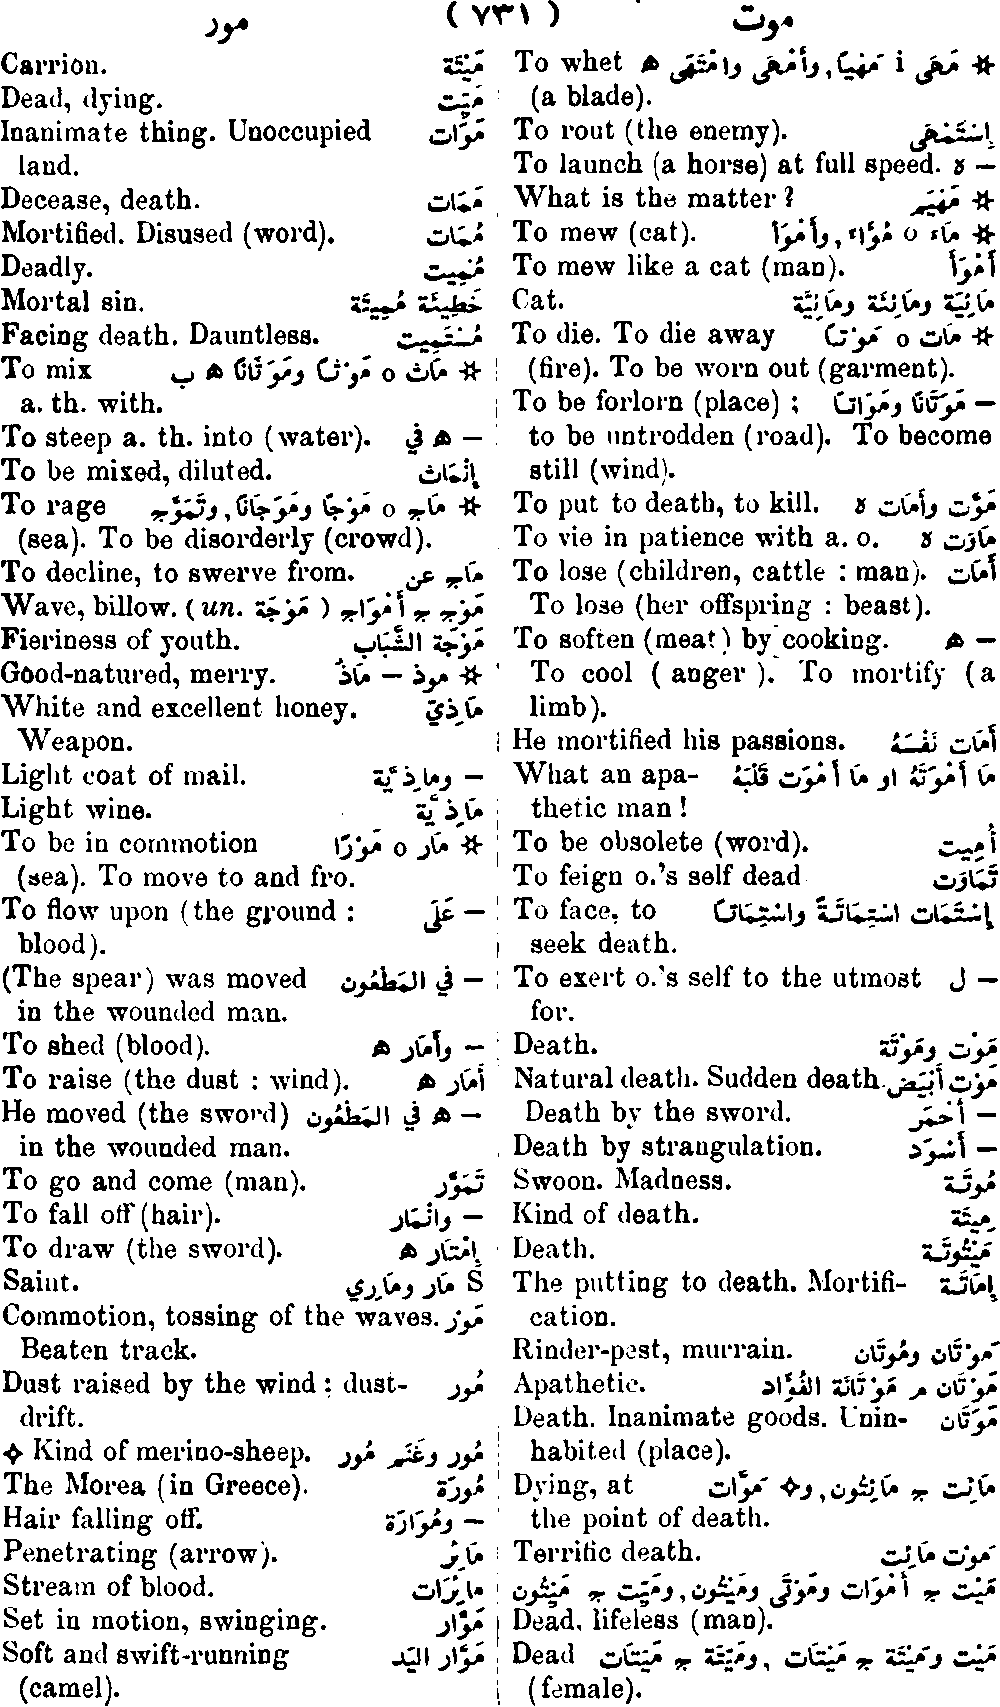 مور ( ٧٣١ ) موت
To whet ✲ مَهَى i مَهْيًا, وأَمْهَى وامْتَهَى ه
(a blade).
To rout (the enemy). إِسْتَمْهَى
To launch (a horse) at full speed. ة —
What is the matter ? ✲ مَهْيَمْ
To mew (cat). ✲ مَاءَ o مُوَّاء, وأَمْوَأ
To mew like a cat (man). أَمْوَأَ
Cat. مَائِيَة ومَائِئَة ومَائِيَّة
To die. To die away ✲ مَات o مَوْتًا
(fire). To be worn out (garment).
To be forlorn (place) ; — مَوَتَانًا ومَوَاتًا
to be untrodden (road). To become
still (wind).
To put to death, to kill. مَوَّت وأَمَات ة
To vie in patience with a. o. مَاوَت ة
To lose (children, cattle : man). أَمَات
To lose (her offspring : beast).
To soften (meat) by cooking. — ه
To cool ( anger ). To mortify (a
limb).
He mortified his passions. أَمَات نَفْسَهُ
What an apa- مَا أَمْوَتَهُ او مَا أَمْوَت قَلْبَهُ
thetic man !
To be obsolete (word). أُمِيت
To feign o.'s self dead تَمَاوَت
To face, to إِسْتَمَات اسْتِمَاتَةً واسْتِمَاتًا
seek death.
To exert o.'s self to the utmost — ل
for.
Death. مَوْت ومَوْتَة
Natural death. Sudden death. مَوْت أَبْيَض
Death by the sword. — أَحْمَر
Death by strangulation. — أَسْوَد
Swoon. Madness. مُوتَة
Kind of death. مِيتَة
Death. مَيْتُوتَة
The putting to death. Mortifi- إِمَاتَة
cation.
Rinder-pest, murrain. مَوْتَان ومُوتَان
Apathetic. مَوْتَان م مَوْتَانَة الفُؤَاد
Death. Inanimate goods. Unin- مَوَتَان
habited (place).
Dying, at مَائِت ج مَائِتُون, و✧ مَوَّات
the point of death.
Terrific death. مَوْت مَائِت
مَيْت ج أَمْوَات ومَوْتَى ومَيْتُون, ومَيِّت ج مَيِّتُون
Dead, lifeless (man).
Dead مَيْت ومَيْتَة ج مَيْتَات, ومَيِّتَة ج مَيِّتَات
(female).
Carrion. مَيْتَة
Dead, dying. مَيِّت
Inanimate thing. Unoccupied مَوَات
land.
Decease, death. مَمَات
Mortified. Disused (word). مُمَات
Deadly. مُمِيت
Mortal sin. خَطِيئَة مُمِيتَة
Facing death. Dauntless. مُسْتَمِيت
To mix ✲ مَاث o مَوْثًا ومَوَثَانًا ه ب
a. th. with.
To steep a. th. into (water). — ه في
To be mixed, diluted. إِنْمَاث
To rage ✲ مَاج o مَوْجًا ومَوَجَانًا, وتَمَوَّج
(sea). To be disorderly (crowd).
To decline, to swerve from. مَاج عن
Wave, billow. (un. مَوْجَة ) مَوْج ج أَمْوَاج
Fieriness of youth. مَوْجَة الشَّبَاب
Good-natured, merry. ✲ موذ — مَاذ
White and excellent honey. مَاذِيّ
Weapon.
Light coat of mail. — وماذِيَّة
Light wine. مَاذِيَّة
To be in commotion ✲ مَار o مَوْرًا
(sea). To move to and fro.
To flow upon (the ground : — عَلَى
blood).
(The spear) was moved — في المَطْعُون
in the wounded man.
To shed (blood). — وأَمَار ه
To raise (the dust : wind). أَمَار ه
He moved (the sword) — ه في المَطْعُون
in the wounded man.
To go and come (man). تَمَوَّر
To fall off (hair). — وانْمَار
To draw (the sword). إِمْتَار ه
Saint. S مَار ومَارِي
Commotion, tossing of the waves. مَوْر
Beaten track.
Dust raised by the wind : dust- مُور
drift.
✧ Kind of merino-sheep. مُور وغَنَم مُور
The Morea (in Greece). مُورَة
Hair falling off. — ومُوَارَة
Penetrating (arrow). مَائِر
Stream of blood. مائِرَات
Set in motion, swinging. مَوَّار
Soft and swift-running مَوَّار اليَد
(camel).